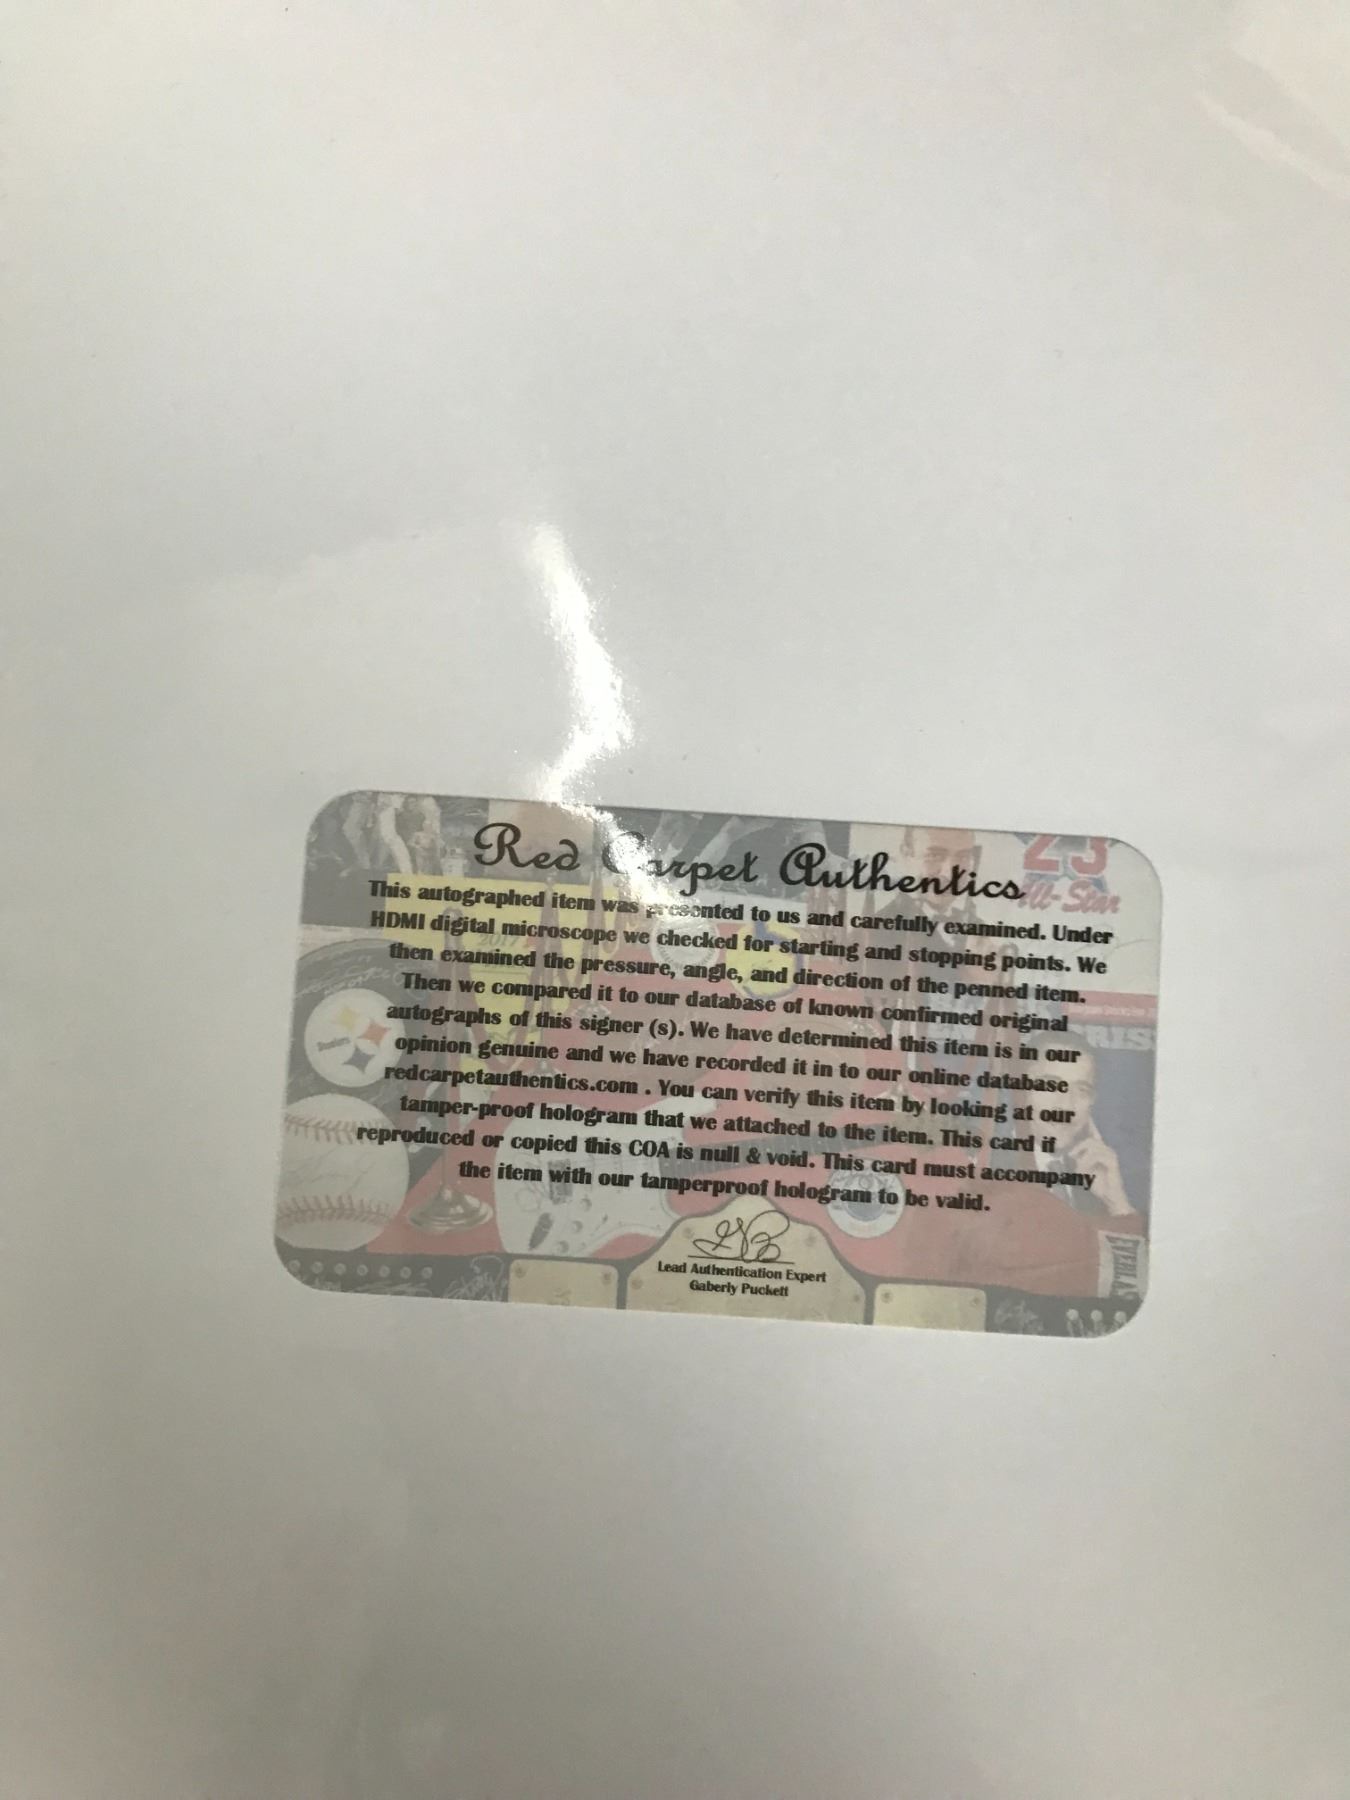 Red Carpet Authentics
This autographed item was presented to us and carefully examined. Under
HDMI digital microscope we checked for starting and stopping points. We
then examined the pressure, angle, and direction of the penned item.
Then we compared it to our database of known confirmed original
autographs of this signer (s). We have determined this item is in our
opinion genuine and we have recorded it in to our online database
redcarpetauthentics.com . You can verify this item by looking at our
tamper-proof hologram that we attached to the item. This card if
reproduced or copied this COA is null & void. This card must accompany
the item with our tamperproof hologram to be valid.
Lead Authentication Expert
Gaberly Puckett
23
All-Star
2017
EVERLAS